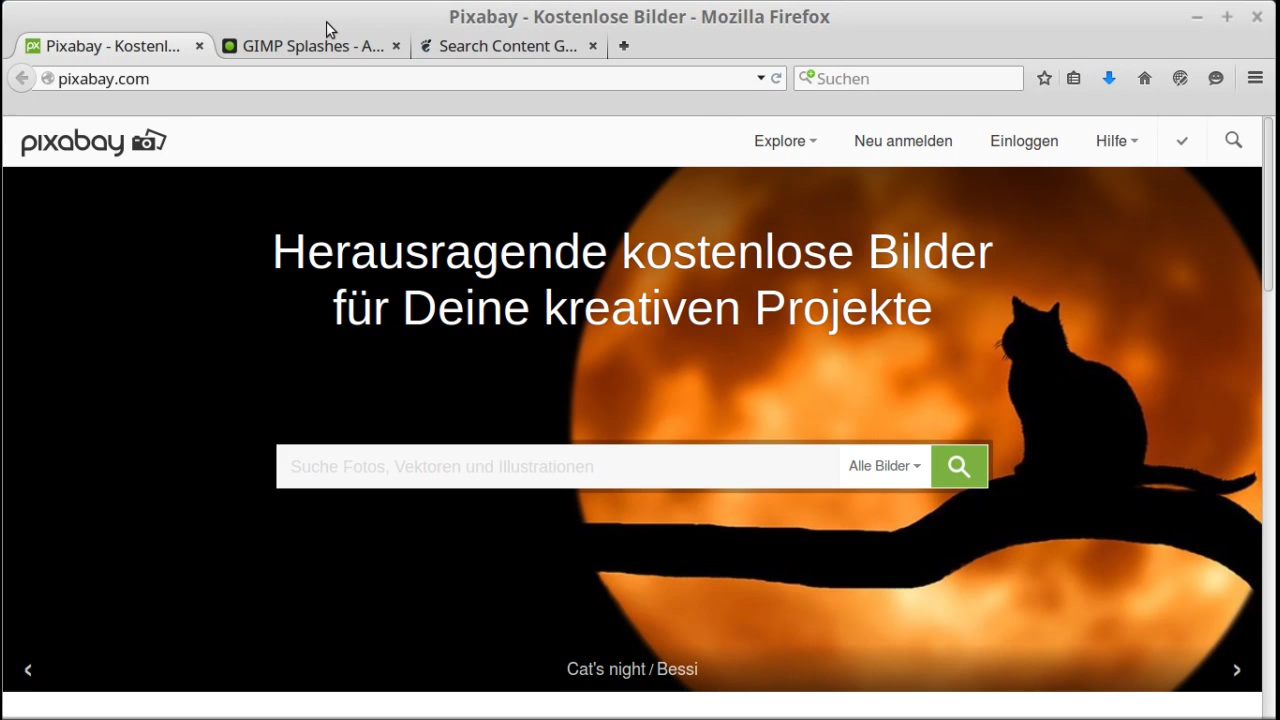 Pixabay - Kostenlose Bilder - Mozilla Firefox
px Pixabay - Kostenl... GIMP Splashes - A... Search Content G...
pixabay.com Suchen
pixabay Explore Neu anmelden Einloggen Hilfe
Herausragende kostenlose Bilder
für Deine kreativen Projekte
Suche Fotos, Vektoren und Illustrationen Alle Bilder
Cat's night / Bessi